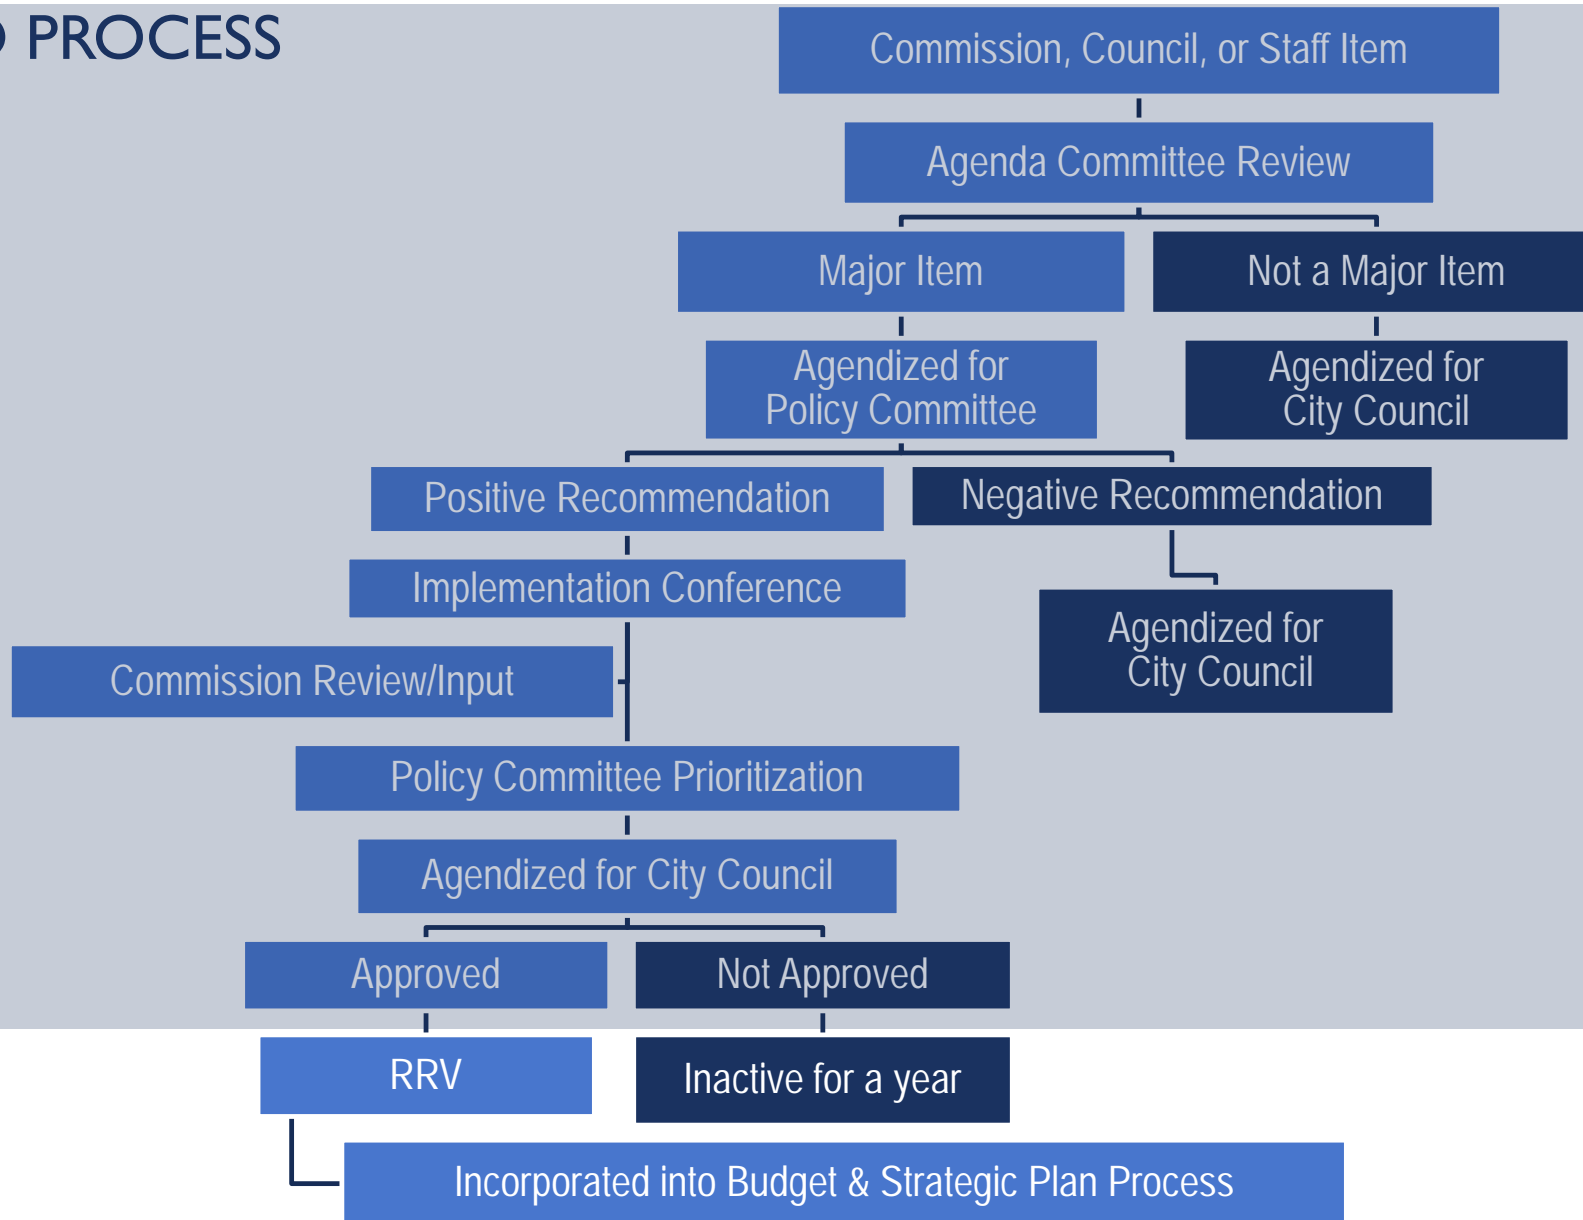 PROCESS
Commission, Council, or Staff Item
Agenda Committee Review
Major Item
Not a Major Item
Agendized for
Policy Committee
Agendized for
City Council
Positive Recommendation
Negative Recommendation
Implementation Conference
Agendized for
City Council
Commission Review/Input
Policy Committee Prioritization
Agendized for City Council
Approved
Not Approved
RRV
Inactive for a year
Incorporated into Budget & Strategic Plan Process